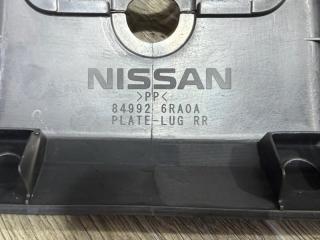 NISSAN
>PP<
84992 6RA0A
PLATE-LUG RR